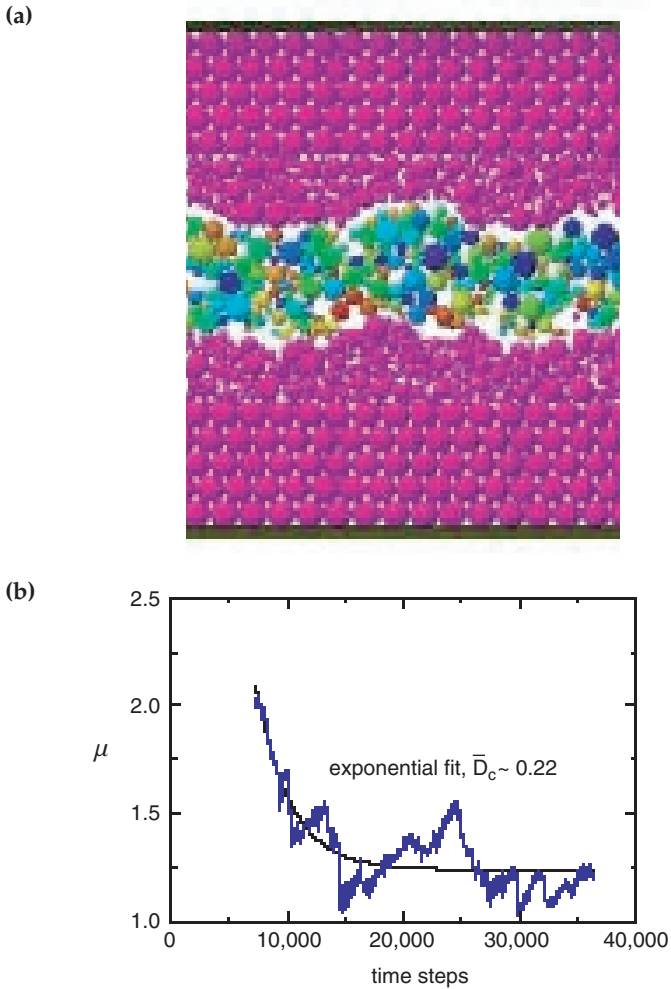 (a)
(b)
2.5
2.0
1.5
1.0
μ
exponential fit, D̅c ~ 0.22
0
10,000
20,000
30,000
40,000
time steps